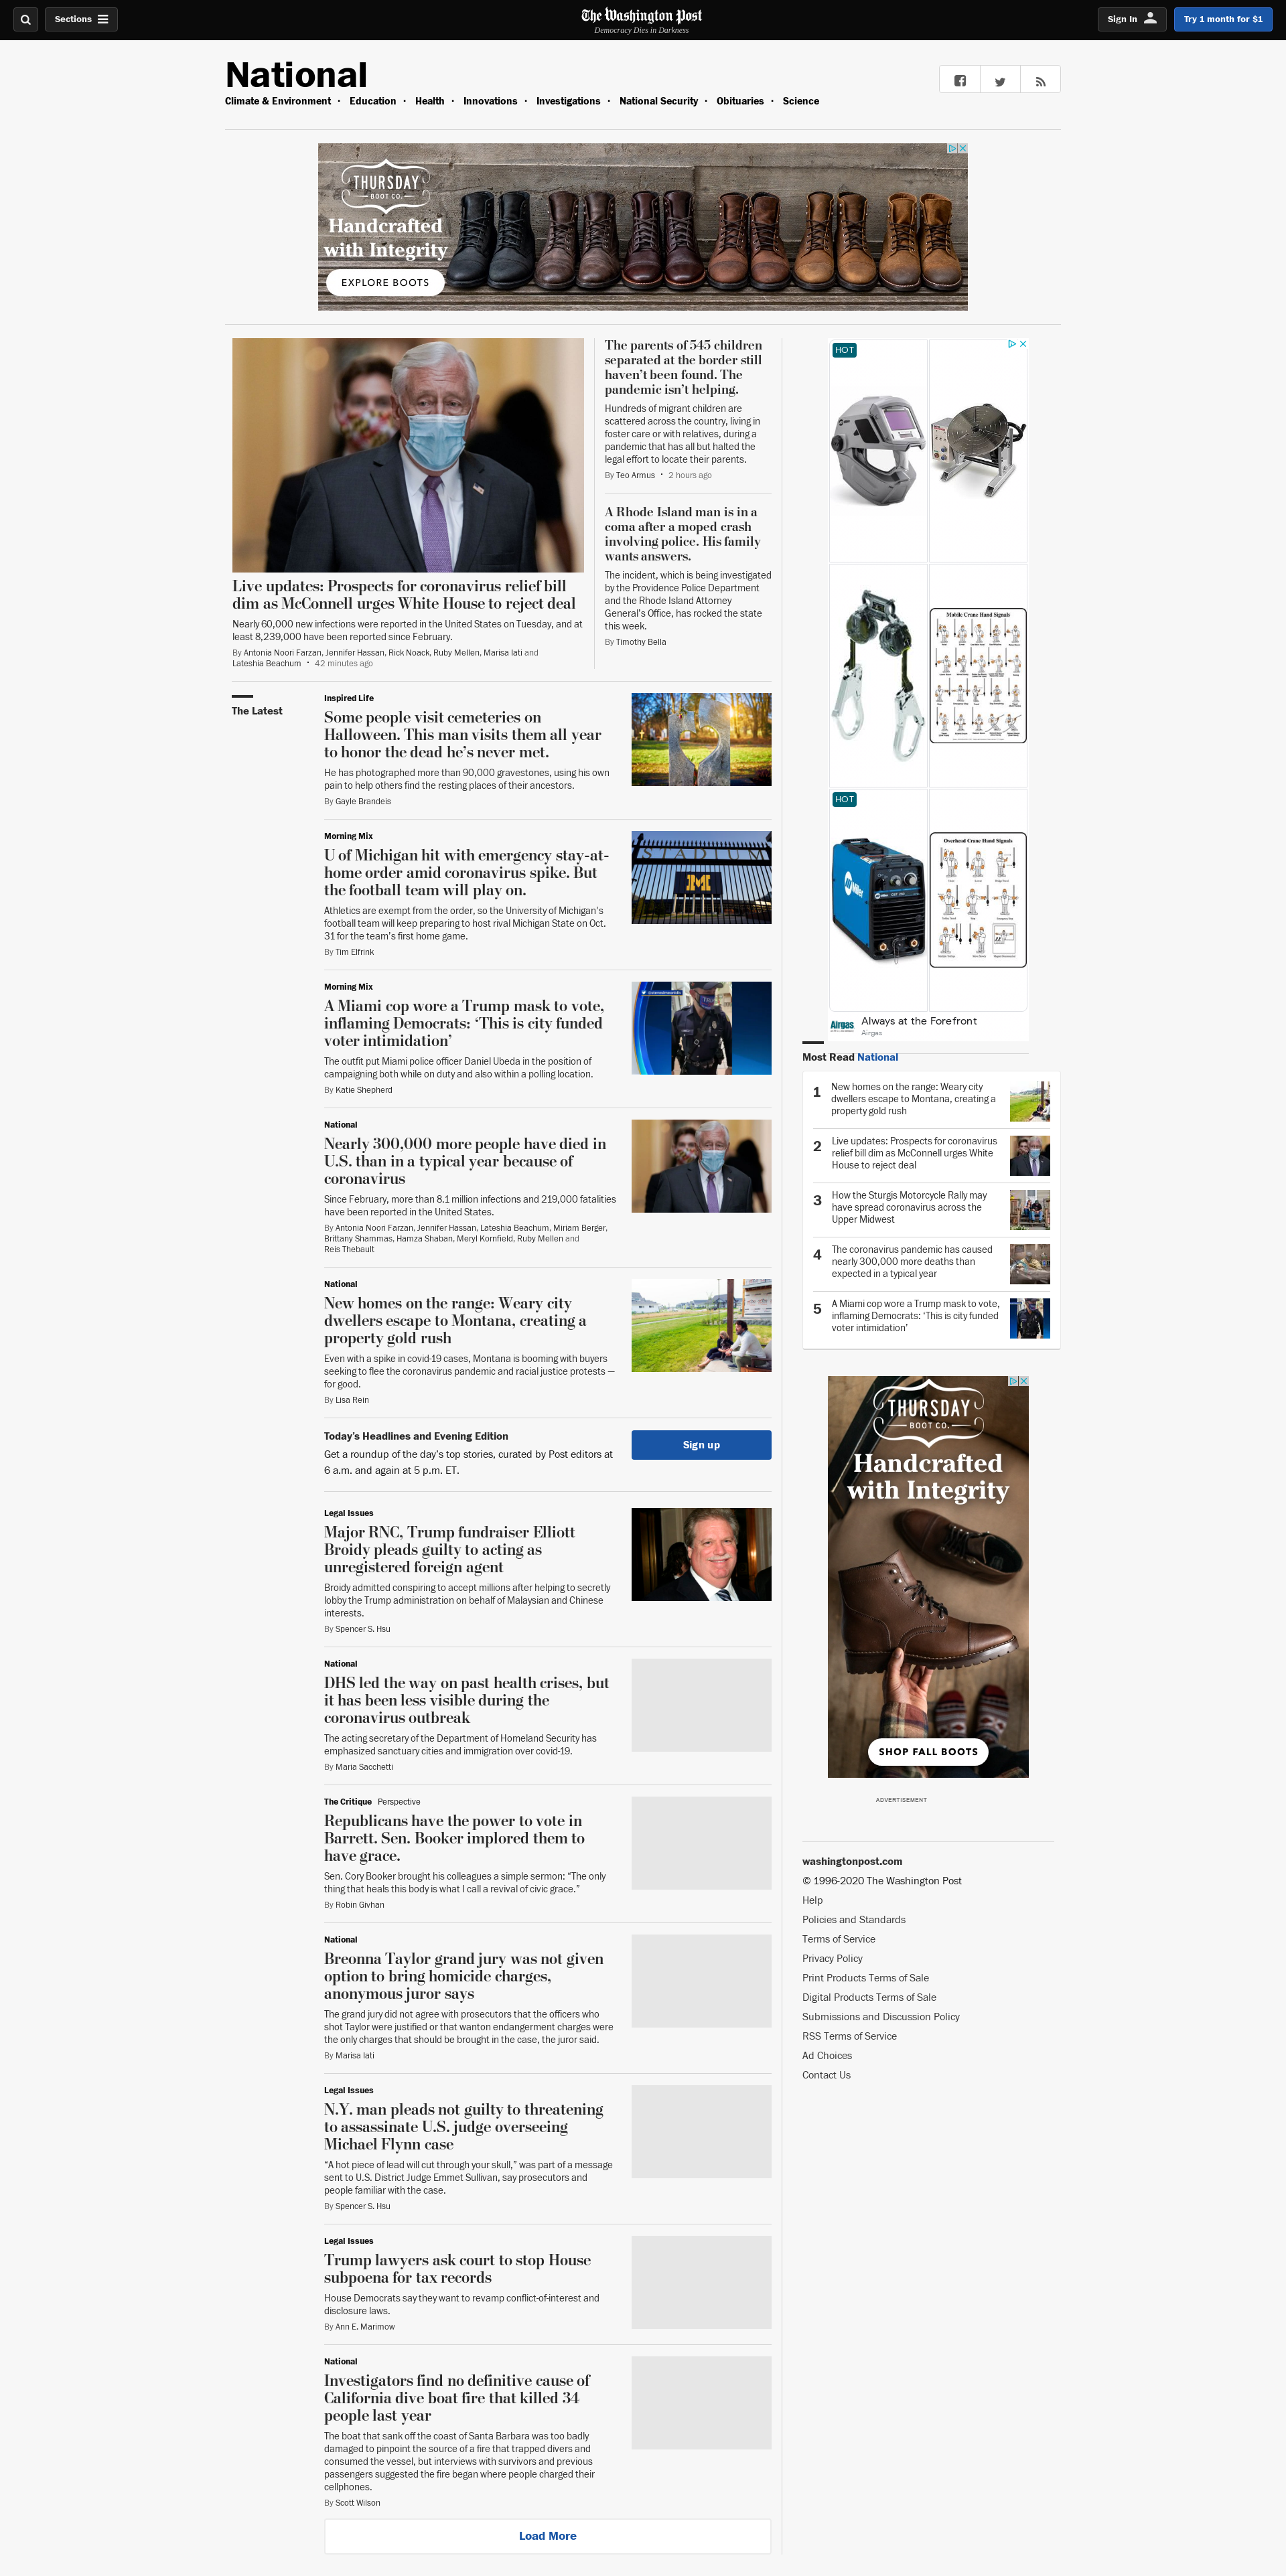 Sections
The Washington Post
Democracy Dies in Darkness
Sign In
Try 1 month for $1
National
Climate & Environment • Education • Health • Innovations • Investigations • National Security • Obituaries • Science
THURSDAY
BOOT CO.
Handcrafted
with Integrity
EXPLORE BOOTS
Live updates: Prospects for coronavirus relief bill
dim as McConnell urges White House to reject deal
Nearly 60,000 new infections were reported in the United States on Tuesday, and at
least 8,239,000 have been reported since February.
By Antonia Noori Farzan, Jennifer Hassan, Rick Noack, Ruby Mellen, Marisa Iati and
Lateshia Beachum • 42 minutes ago
The parents of 545 children
separated at the border still
haven’t been found. The
pandemic isn’t helping.
Hundreds of migrant children are
scattered across the country, living in
foster care or with relatives, during a
pandemic that has all but halted the
legal effort to locate their parents.
By Teo Armus • 2 hours ago
A Rhode Island man is in a
coma after a moped crash
involving police. His family
wants answers.
The incident, which is being investigated
by the Providence Police Department
and the Rhode Island Attorney
General’s Office, has rocked the state
this week.
By Timothy Bella
The Latest
Inspired Life
Some people visit cemeteries on
Halloween. This man visits them all year
to honor the dead he’s never met.
He has photographed more than 90,000 gravestones, using his own
pain to help others find the resting places of their ancestors.
By Gayle Brandeis
Morning Mix
U of Michigan hit with emergency stay-at-
home order amid coronavirus spike. But
the football team will play on.
Athletics are exempt from the order, so the University of Michigan's
football team will keep preparing to host rival Michigan State on Oct.
31 for the team’s first home game.
By Tim Elfrink
STADIUM
M
Morning Mix
A Miami cop wore a Trump mask to vote,
inflaming Democrats: ‘This is city funded
voter intimidation’
The outfit put Miami police officer Daniel Ubeda in the position of
campaigning both while on duty and also within a polling location.
By Katie Shepherd
National
Nearly 300,000 more people have died in
U.S. than in a typical year because of
coronavirus
Since February, more than 8.1 million infections and 219,000 fatalities
have been reported in the United States.
By Antonia Noori Farzan, Jennifer Hassan, Lateshia Beachum, Miriam Berger,
Brittany Shammas, Hamza Shaban, Meryl Kornfield, Ruby Mellen and
Reis Thebault
National
New homes on the range: Weary city
dwellers escape to Montana, creating a
property gold rush
Even with a spike in covid-19 cases, Montana is booming with buyers
seeking to flee the coronavirus pandemic and racial justice protests —
for good.
By Lisa Rein
Today’s Headlines and Evening Edition
Get a roundup of the day’s top stories, curated by Post editors at
6 a.m. and again at 5 p.m. ET.
Sign up
Legal Issues
Major RNC, Trump fundraiser Elliott
Broidy pleads guilty to acting as
unregistered foreign agent
Broidy admitted conspiring to accept millions after helping to secretly
lobby the Trump administration on behalf of Malaysian and Chinese
interests.
By Spencer S. Hsu
National
DHS led the way on past health crises, but
it has been less visible during the
coronavirus outbreak
The acting secretary of the Department of Homeland Security has
emphasized sanctuary cities and immigration over covid-19.
By Maria Sacchetti
The Critique Perspective
Republicans have the power to vote in
Barrett. Sen. Booker implored them to
have grace.
Sen. Cory Booker brought his colleagues a simple sermon: “The only
thing that heals this body is what I call a revival of civic grace.”
By Robin Givhan
National
Breonna Taylor grand jury was not given
option to bring homicide charges,
anonymous juror says
The grand jury did not agree with prosecutors that the officers who
shot Taylor were justified or that wanton endangerment charges were
the only charges that should be brought in the case, the juror said.
By Marisa Iati
Legal Issues
N.Y. man pleads not guilty to threatening
to assassinate U.S. judge overseeing
Michael Flynn case
“A hot piece of lead will cut through your skull,” was part of a message
sent to U.S. District Judge Emmet Sullivan, say prosecutors and
people familiar with the case.
By Spencer S. Hsu
Legal Issues
Trump lawyers ask court to stop House
subpoena for tax records
House Democrats say they want to revamp conflict-of-interest and
disclosure laws.
By Ann E. Marimow
National
Investigators find no definitive cause of
California dive boat fire that killed 34
people last year
The boat that sank off the coast of Santa Barbara was too badly
damaged to pinpoint the source of a fire that trapped divers and
consumed the vessel, but interviews with survivors and previous
passengers suggested the fire began where people charged their
cellphones.
By Scott Wilson
Load More
HOT
Mobile Crane Hand Signals
HOT
Miller
Overhead Crane Hand Signals
Airgas
Always at the Forefront
Airgas
Most Read National
1 New homes on the range: Weary city
dwellers escape to Montana, creating a
property gold rush
2 Live updates: Prospects for coronavirus
relief bill dim as McConnell urges White
House to reject deal
3 How the Sturgis Motorcycle Rally may
have spread coronavirus across the
Upper Midwest
4 The coronavirus pandemic has caused
nearly 300,000 more deaths than
expected in a typical year
5 A Miami cop wore a Trump mask to vote,
inflaming Democrats: ‘This is city funded
voter intimidation’
THURSDAY
BOOT CO.
Handcrafted
with Integrity
SHOP FALL BOOTS
ADVERTISEMENT
washingtonpost.com
© 1996-2020 The Washington Post
Help
Policies and Standards
Terms of Service
Privacy Policy
Print Products Terms of Sale
Digital Products Terms of Sale
Submissions and Discussion Policy
RSS Terms of Service
Ad Choices
Contact Us